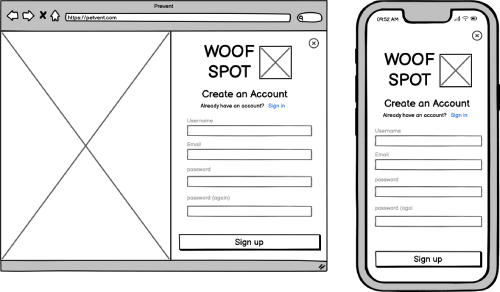 Prevent
https://petvent.com
WOOF
SPOT
Create an Account
Already have an account? Sign in
Username
Email
password
password (again)
Sign up
09:52 AM
WOOF
SPOT
Create an Account
Already have an account? Sign in
Username
Email
password
password (agai
Sign up